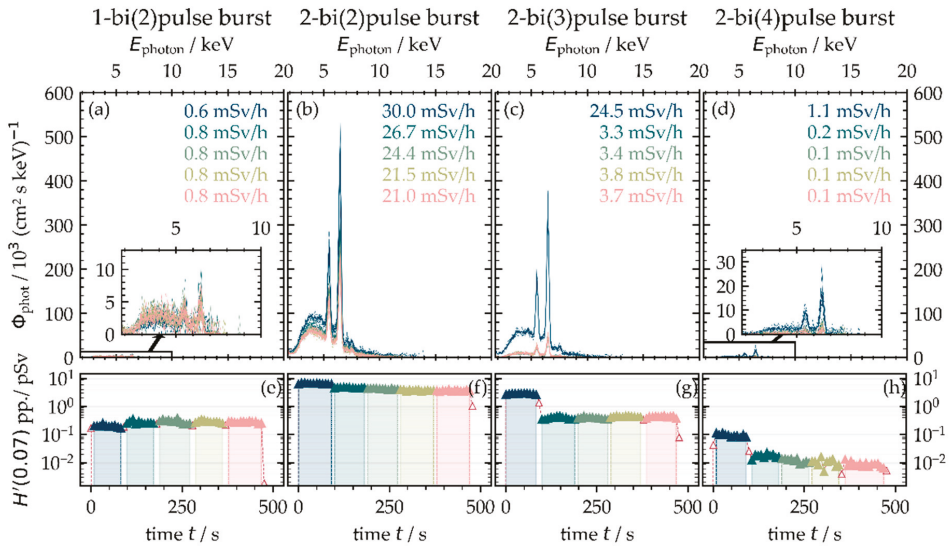 1-bi(2)pulse burst 2-bi(2)pulse burst 2-bi(3)pulse burst 2-bi(4)pulse burst
E_photon / keV E_photon / keV E_photon / keV E_photon / keV
5 10 15 20 5 10 15 20 5 10 15 20 5 10 15 20
600
500
400
300
200
100
0
Φ_phot / 10³ (cm² s keV)⁻¹
(a)
0.6 mSv/h
0.8 mSv/h
0.8 mSv/h
0.8 mSv/h
0.8 mSv/h
5 10
10
5
0
(b)
30.0 mSv/h
26.7 mSv/h
24.4 mSv/h
21.5 mSv/h
21.0 mSv/h
(c)
24.5 mSv/h
3.3 mSv/h
3.4 mSv/h
3.8 mSv/h
3.7 mSv/h
(d)
1.1 mSv/h
0.2 mSv/h
0.1 mSv/h
0.1 mSv/h
0.1 mSv/h
5 10
30
20
10
0
H'(0.07) pp./ pSv
10¹
10⁰
10⁻¹
10⁻²
(e) (f) (g) (h)
0 250 500 0 250 500 0 250 500 0 250 500
time t / s time t / s time t / s time t / s